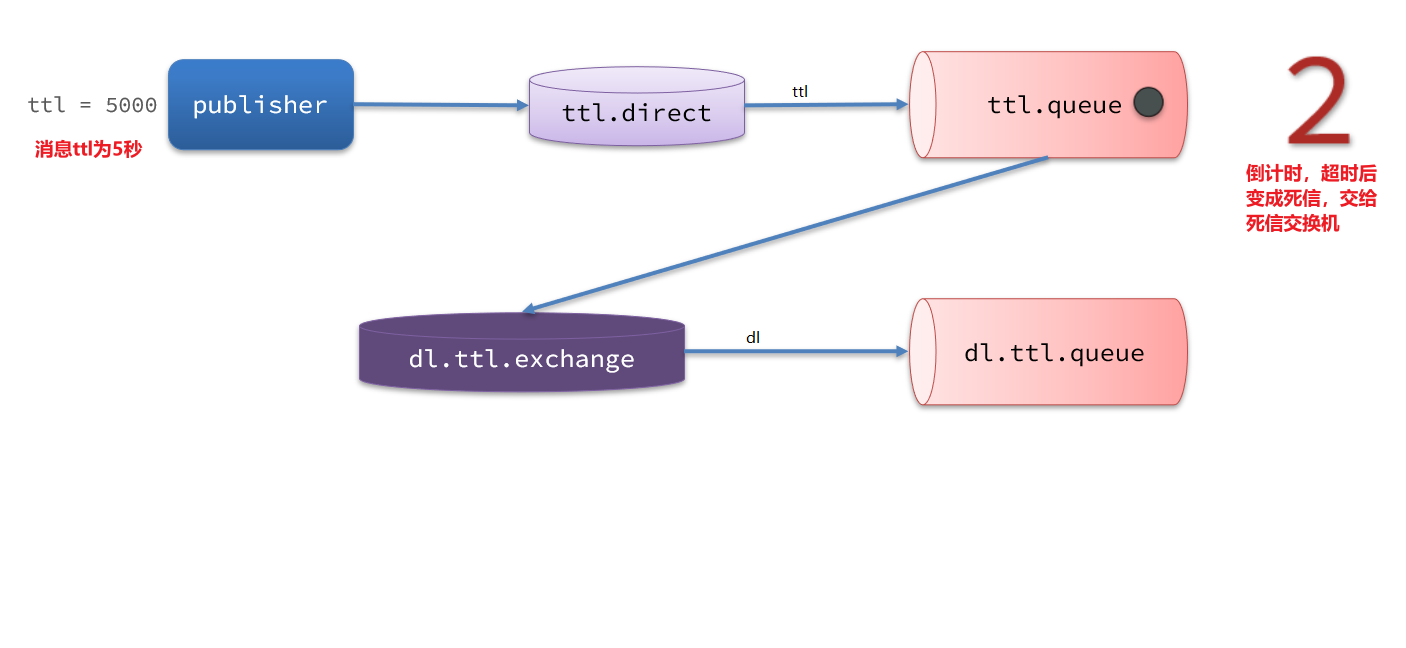 ttl = 5000
消息ttl为5秒
publisher
ttl.direct
ttl
ttl.queue
2
倒计时，超时后
变成死信，交给
死信交换机
dl.ttl.exchange
dl
dl.ttl.queue